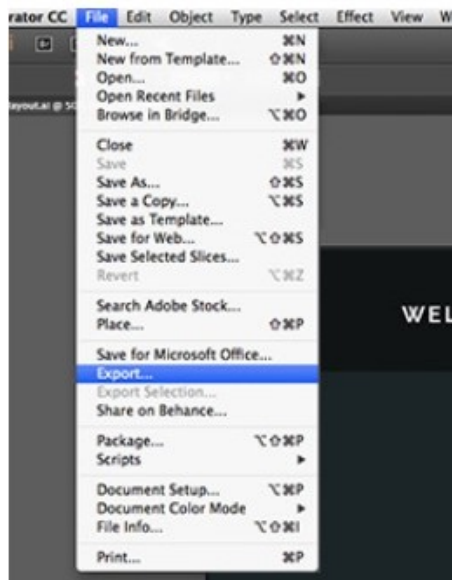 rator CC File Edit Object Type Select Effect View W
Br
layout.ai @ 50
New... ⌘N
New from Template... ⇧⌘N
Open... ⌘O
Open Recent Files ▶
Browse in Bridge... ⌥⌘O
Close ⌘W
Save ⌘S
Save As... ⇧⌘S
Save a Copy... ⌥⌘S
Save as Template...
Save for Web... ⌥⇧⌘S
Save Selected Slices...
Revert ⌥⌘Z
Search Adobe Stock...
Place... ⇧⌘P
WEL
Save for Microsoft Office...
Export...
Export Selection...
Share on Behance...
Package... ⌥⇧⌘P
Scripts ▶
Document Setup... ⌥⌘P
Document Color Mode ▶
File Info... ⌥⇧⌘I
Print... ⌘P